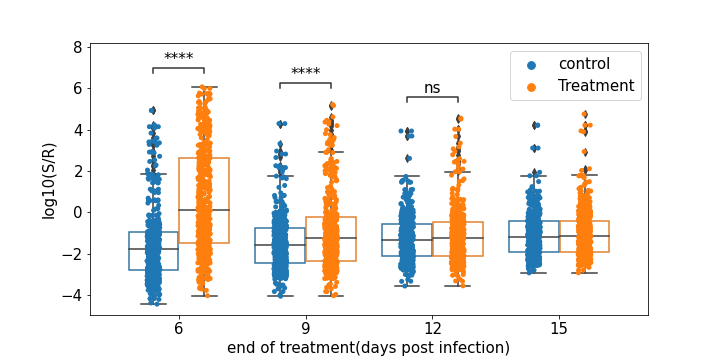 8
6
4
2
0
−2
−4
log10(S/R)
****
****
ns
control
Treatment
6 9 12 15
end of treatment(days post infection)